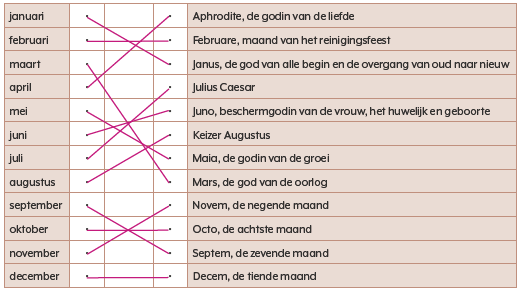 januari Aphrodite, de godin van de liefde
februari Februare, maand van het reinigingsfeest
maart Janus, de god van alle begin en de overgang van oud naar nieuw
april Julius Caesar
mei Juno, beschermgodin van de vrouw, het huwelijk en geboorte
juni Keizer Augustus
juli Maia, de godin van de groei
augustus Mars, de god van de oorlog
september Novem, de negende maand
oktober Octo, de achtste maand
november Septem, de zevende maand
december Decem, de tiende maand